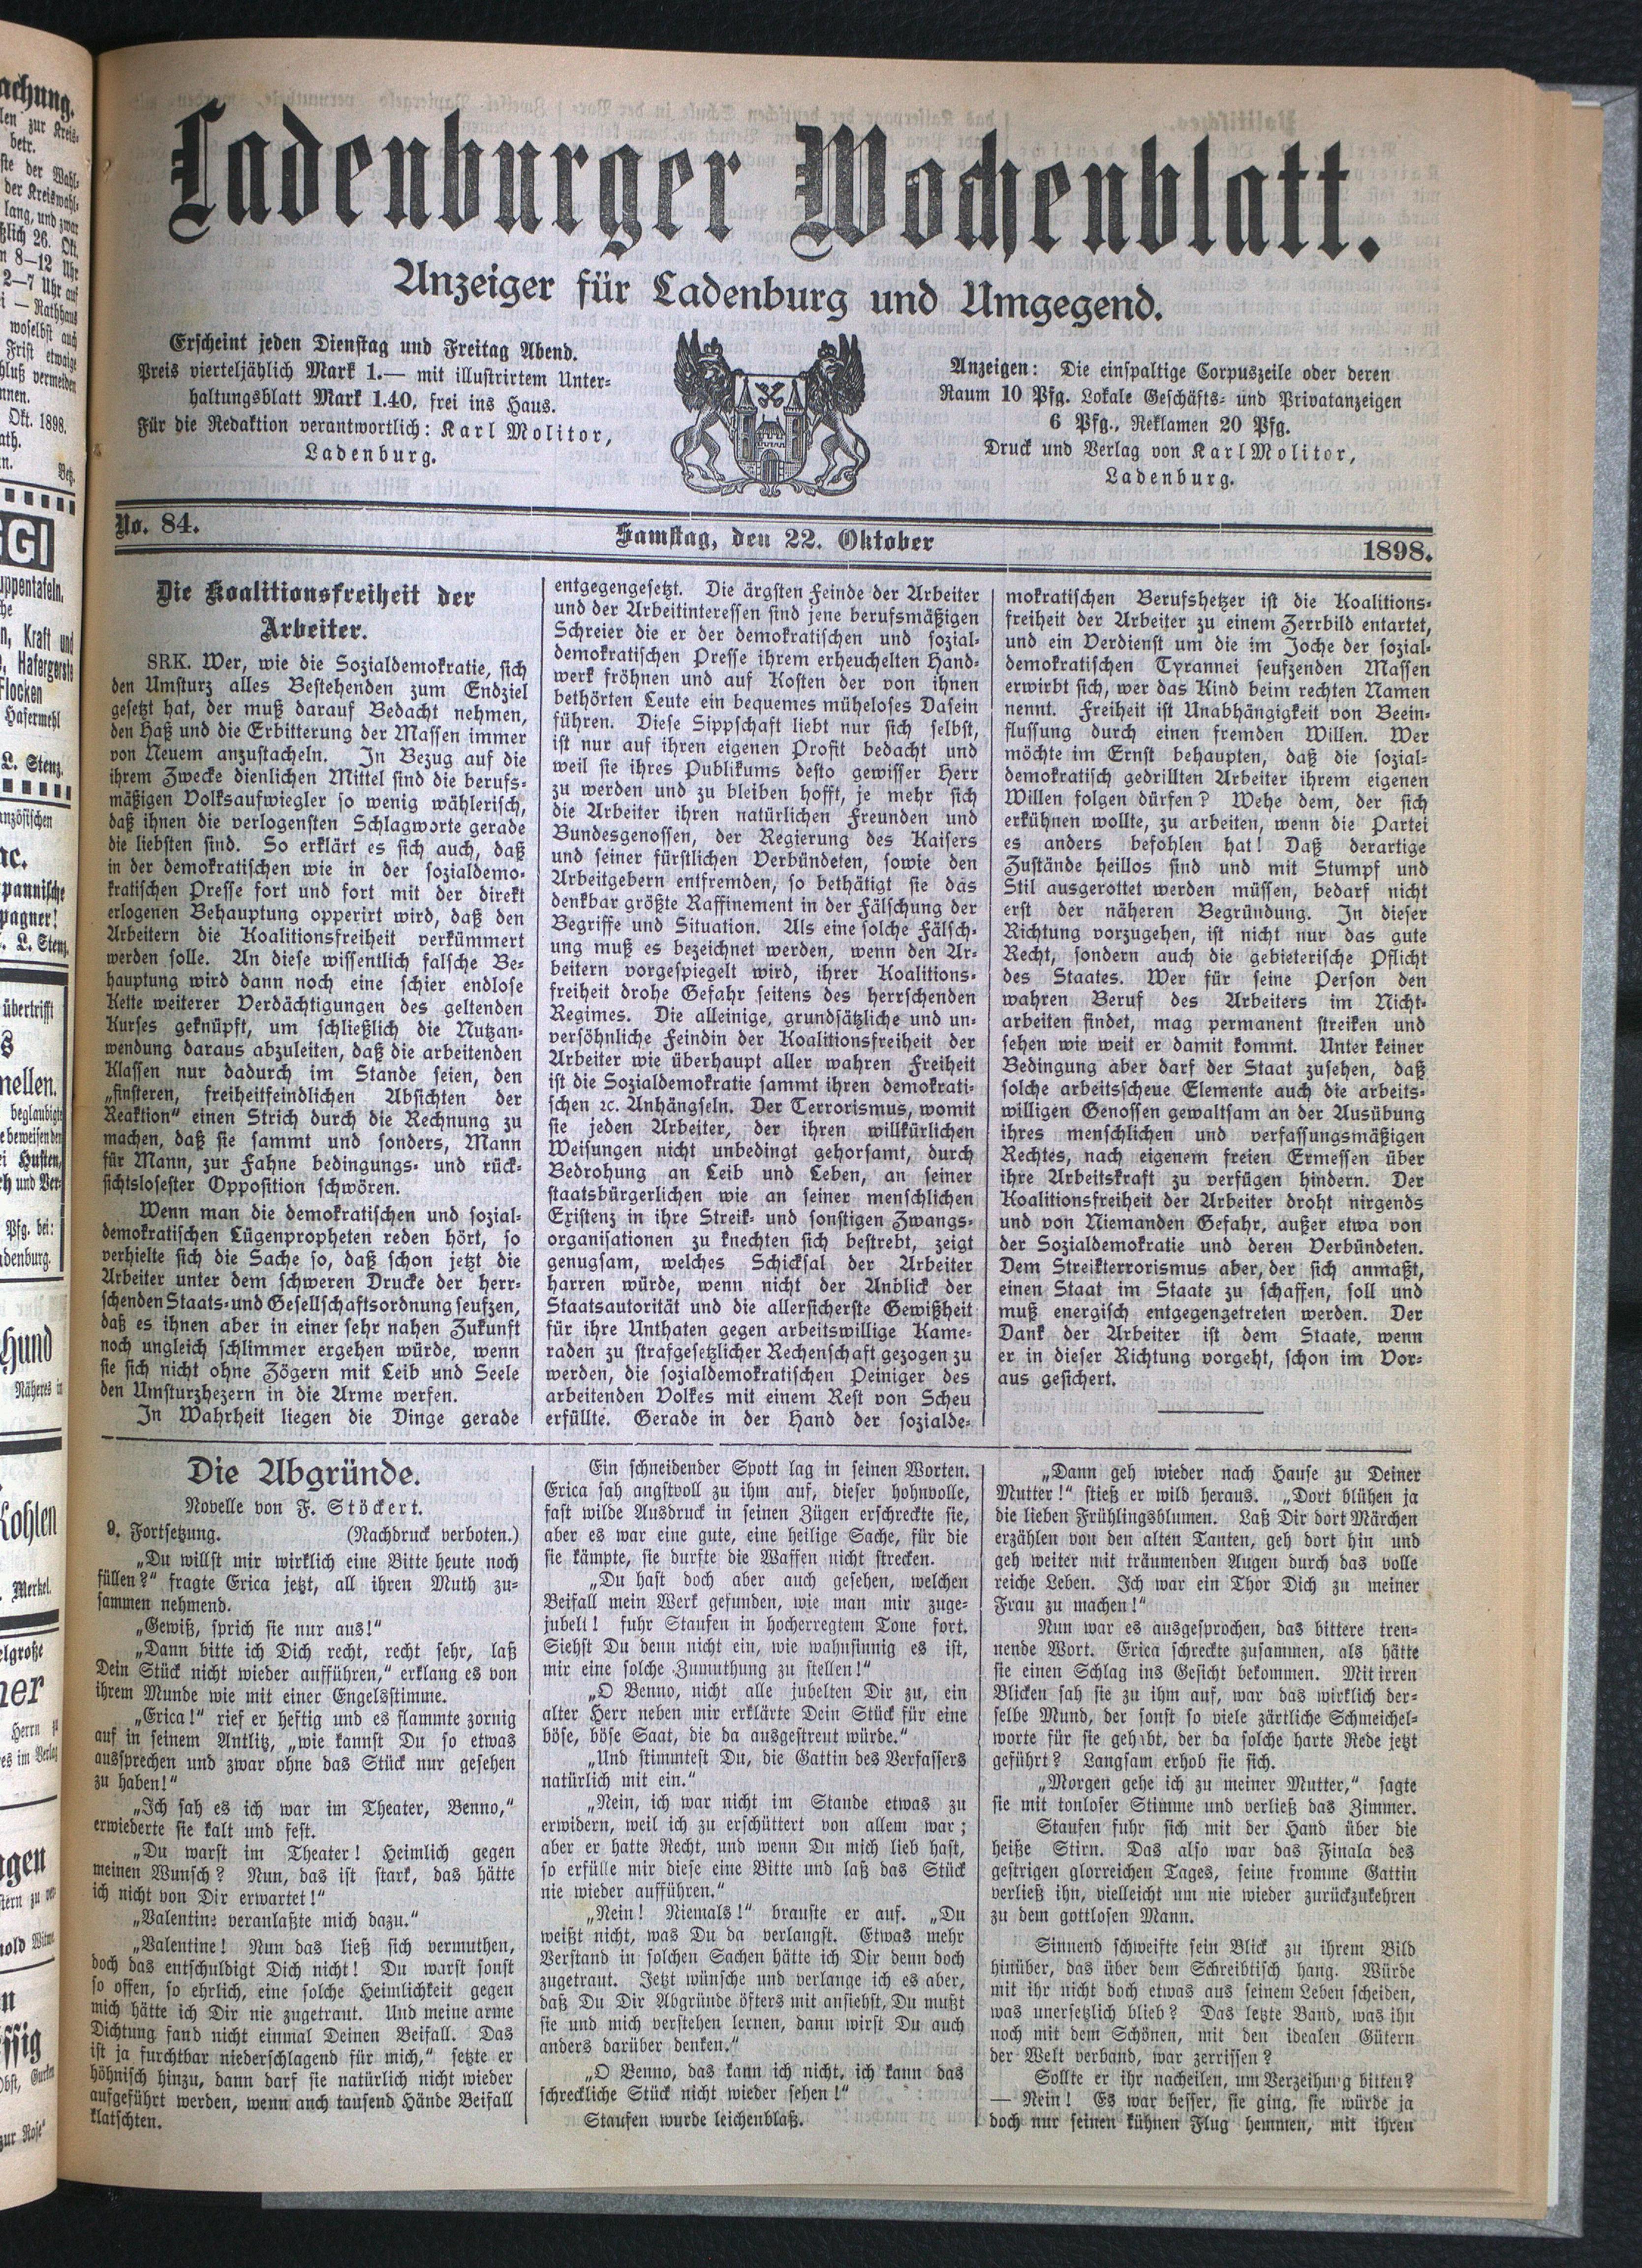 Ladenburger Wochenblatt.
Anzeiger für Ladenburg und Umgegend.
Erscheint jeden Dienstag und Freitag Abend.
Preis vierteljählich Mark 1.— mit illustrirtem Unter-
haltungsblatt Mark 1.40, frei ins Haus.
Für die Redaktion verantwortlich: Karl Molitor,
Ladenburg.
Anzeigen: Die einspaltige Corpuszeile oder deren
Raum 10 Pfg. Lokale Geschäfts- und Privatanzeigen
6 Pfg., Reklamen 20 Pfg.
Druck und Verlag von Karl Molitor,
Ladenburg.
No. 84.
Samstag, den 22. Oktober
1898.
Die Koalitionsfreiheit der
Arbeiter.
SRK. Wer, wie die Sozialdemokratie, sich
den Umsturz alles Bestehenden zum Endziel
gesetzt hat, der muß darauf Bedacht nehmen,
den Haß und die Erbitterung der Massen immer
von Neuem anzustacheln. In Bezug auf die
ihrem Zwecke dienlichen Mittel sind die berufs-
mäßigen Volksaufwiegler so wenig wählerisch,
daß ihnen die verlogensten Schlagworte gerade
die liebsten sind. So erklärt es sich auch, daß
in der demokratischen wie in der sozialdemo-
kratischen Presse fort und fort mit der direkt
erlogenen Behauptung opperirt wird, daß den
Arbeitern die Koalitionsfreiheit verkümmert
werden solle. An diese wissentlich falsche Be-
hauptung wird dann noch eine schier endlose
Kette weiterer Verdächtigungen des geltenden
Kurses geknüpft, um schließlich die Nutzan-
wendung daraus abzuleiten, daß die arbeitenden
Klassen nur dadurch im Stande seien, den
„finsteren, freiheitfeindlichen Absichten der
Reaktion“ einen Strich durch die Rechnung zu
machen, daß sie sammt und sonders, Mann
für Mann, zur Fahne bedingungs- und rück-
sichtslosester Opposition schwören.
Wenn man die demokratischen und sozial-
demokratischen Lügenpropheten reden hört, so
verhielte sich die Sache so, daß schon jetzt die
Arbeiter unter dem schweren Drucke der herr-
schenden Staats- und Gesellschaftsordnung seufzen,
daß es ihnen aber in einer sehr nahen Zukunft
noch ungleich schlimmer ergehen würde, wenn
sie sich nicht ohne Zögern mit Leib und Seele
den Umsturzhezern in die Arme werfen.
In Wahrheit liegen die Dinge gerade
entgegengesetzt. Die ärgsten Feinde der Arbeiter
und der Arbeitinteressen sind jene berufsmäßigen
Schreier die er der demokratischen und sozial-
demokratischen Presse ihrem erheuchelten Hand-
werk fröhnen und auf Kosten der von ihnen
bethörten Leute ein bequemes müheloses Dasein
führen. Diese Sippschaft liebt nur sich selbst,
ist nur auf ihren eigenen Profit bedacht und
weil sie ihres Publikums desto gewisser Herr
zu werden und zu bleiben hofft, je mehr sich
die Arbeiter ihren natürlichen Freunden und
Bundesgenossen, der Regierung des Kaisers
und seiner fürstlichen Verbündeten, sowie den
Arbeitgebern entfremden, so bethätigt sie das
denkbar größte Raffinement in der Fälschung der
Begriffe und Situation. Als eine solche Fälsch-
ung muß es bezeichnet werden, wenn den Ar-
beitern vorgespiegelt wird, ihrer Koalitions-
freiheit drohe Gefahr seitens des herrschenden
Regimes. Die alleinige, grundsätzliche und un-
versöhnliche Feindin der Koalitionsfreiheit der
Arbeiter wie überhaupt aller wahren Freiheit
ist die Sozialdemokratie sammt ihren demokrati-
schen ꝛc. Anhängseln. Der Terrorismus, womit
sie jeden Arbeiter, der ihren willkürlichen
Weisungen nicht unbedingt gehorsamt, durch
Bedrohung an Leib und Leben, an seiner
staatsbürgerlichen wie an seiner menschlichen
Existenz in ihre Streik- und sonstigen Zwangs-
organisationen zu knechten sich bestrebt, zeigt
genugsam, welches Schicksal der Arbeiter
harren würde, wenn nicht der Anblick der
Staatsautorität und die allersicherste Gewißheit
für ihre Unthaten gegen arbeitswillige Kame-
raden zu strafgesetzlicher Rechenschaft gezogen zu
werden, die sozialdemokratischen Peiniger des
arbeitenden Volkes mit einem Rest von Scheu
erfüllte. Gerade in der Hand der sozialde-
mokratischen Berufshetzer ist die Koalitions-
freiheit der Arbeiter zu einem Zerrbild entartet,
und ein Verdienst um die im Joche der sozial-
demokratischen Tyrannei seufzenden Massen
erwirbt sich, wer das Kind beim rechten Namen
nennt. Freiheit ist Unabhängigkeit von Beein-
flussung durch einen fremden Willen. Wer
möchte im Ernst behaupten, daß die sozial-
demokratisch gedrillten Arbeiter ihrem eigenen
Willen folgen dürfen? Wehe dem, der sich
erkühnen wollte, zu arbeiten, wenn die Partei
es anders befohlen hat! Daß derartige
Zustände heillos sind und mit Stumpf und
Stil ausgerottet werden müssen, bedarf nicht
erst der näheren Begründung. In dieser
Richtung vorzugehen, ist nicht nur das gute
Recht, sondern auch die gebieterische Pflicht
des Staates. Wer für seine Person den
wahren Beruf des Arbeiters im Nicht-
arbeiten findet, mag permanent streiken und
sehen wie weit er damit kommt. Unter keiner
Bedingung aber darf der Staat zusehen, daß
solche arbeitsscheue Elemente auch die arbeits-
willigen Genossen gewaltsam an der Ausübung
ihres menschlichen und verfassungsmäßigen
Rechtes, nach eigenem freien Ermessen über
ihre Arbeitskraft zu verfügen hindern. Der
Koalitionsfreiheit der Arbeiter droht nirgends
und von Niemanden Gefahr, außer etwa von
der Sozialdemokratie und deren Verbündeten.
Dem Streikterrorismus aber, der sich anmaßt,
einen Staat im Staate zu schaffen, soll und
muß energisch entgegengetreten werden. Der
Dank der Arbeiter ist dem Staate, wenn
er in dieser Richtung vorgeht, schon im Vor-
aus gesichert.
Die Abgründe.
Novelle von F. Stöckert.
9. Fortsetzung. (Nachdruck verboten.)
„Du willst mir wirklich eine Bitte heute noch
füllen?“ fragte Erica jetzt, all ihren Muth zu-
sammen nehmend.
„Gewiß, sprich sie nur aus!“
„Dann bitte ich Dich recht, recht sehr, laß
Dein Stück nicht wieder aufführen,“ erklang es von
ihrem Munde wie mit einer Engelsstimme.
„Erica!“ rief er heftig und es flammte zornig
auf in seinem Antlitz, „wie kannst Du so etwas
aussprechen und zwar ohne das Stück nur gesehen
zu haben!“
„Ich sah es ich war im Theater, Benno,“
erwiederte sie kalt und fest.
„Du warst im Theater! Heimlich gegen
meinen Wunsch? Nun, das ist stark, das hätte
ich nicht von Dir erwartet!“
„Valentine veranlaßte mich dazu.“
„Valentine! Nun das ließ sich vermuthen,
doch das entschuldigt Dich nicht! Du warst sonst
so offen, so ehrlich, eine solche Heimlichkeit gegen
mich hätte ich Dir nie zugetraut. Und meine arme
Dichtung fand nicht einmal Deinen Beifall. Das
ist ja furchtbar niederschlagend für mich,“ setzte er
höhnisch hinzu, dann darf sie natürlich nicht wieder
aufgeführt werden, wenn auch tausend Hände Beifall
klatschten.
Ein schneidender Spott lag in seinen Worten.
Erica sah angstvoll zu ihm auf, dieser hohnvolle,
fast wilde Ausdruck in seinen Zügen erschreckte sie,
aber es war eine gute, eine heilige Sache, für die
sie kämpte, sie durfte die Waffen nicht strecken.
„Du hast doch aber auch gesehen, welchen
Beifall mein Werk gefunden, wie man mir zuge-
jubelt! fuhr Staufen in hocherregtem Tone fort.
Siehst Du denn nicht ein, wie wahnsinnig es ist,
mir eine solche Zumuthung zu stellen!“
„O Benno, nicht alle jubelten Dir zu, ein
alter Herr neben mir erklärte Dein Stück für eine
böse, böse Saat, die da ausgestreut würde.“
„Und stimmtest Du, die Gattin des Verfassers
natürlich mit ein.“
„Nein, ich war nicht im Stande etwas zu
erwidern, weil ich zu erschüttert von allem war;
aber er hatte Recht, und wenn Du mich lieb hast,
so erfülle mir diese eine Bitte und laß das Stück
nie wieder aufführen.“
„Nein! Niemals!“ brauste er auf. „Du
weißt nicht, was Du da verlangst. Etwas mehr
Verstand in solchen Sachen hätte ich Dir denn doch
zugetraut. Jetzt wünsche und verlange ich es aber,
daß Du Dir Abgründe öfters mit ansiehst, Du mußt
sie und mich verstehen lernen, dann wirst Du auch
anders darüber denken.“
„O Benno, das kann ich nicht, ich kann das
schreckliche Stück nicht wieder sehen!“
Staufen wurde leichenblaß.
„Dann geh wieder nach Hause zu Deiner
Mutter!“ stieß er wild heraus. „Dort blühen ja
die lieben Frühlingsblumen. Laß Dir dort Märchen
erzählen von den alten Tanten, geh dort hin und
geh weiter mit träumenden Augen durch das volle
reiche Leben. Ich war ein Thor Dich zu meiner
Frau zu machen!“
Nun war es ausgesprochen, das bittere tren-
nende Wort. Erica schreckte zusammen, als hätte
sie einen Schlag ins Gesicht bekommen. Mit irren
Blicken sah sie zu ihm auf, war das wirklich der-
selbe Mund, der sonst so viele zärtliche Schmeichel-
worte für sie gehabt, der da solche harte Rede jetzt
geführt? Langsam erhob sie sich.
„Morgen gehe ich zu meiner Mutter,“ sagte
sie mit tonloser Stimme und verließ das Zimmer.
Staufen fuhr sich mit der Hand über die
heiße Stirn. Das also war das Finala des
gestrigen glorreichen Tages, seine fromme Gattin
verließ ihn, vielleicht um nie wieder zurückzukehren
zu dem gottlosen Mann.
Sinnend schweifte sein Blick zu ihrem Bild
hinüber, das über dem Schreibtisch hang. Würde
mit ihr nicht doch etwas aus seinem Leben scheiden,
was unersetzlich blieb? Das letzte Band, was ihn
noch mit dem Schönen, mit den idealen Gütern
der Welt verband, war zerrissen?
Sollte er ihr nacheilen, um Verzeihung bitten?
— Nein! Es war besser, sie ging, sie würde ja
doch nur seinen kühnen Flug hemmen, mit ihren